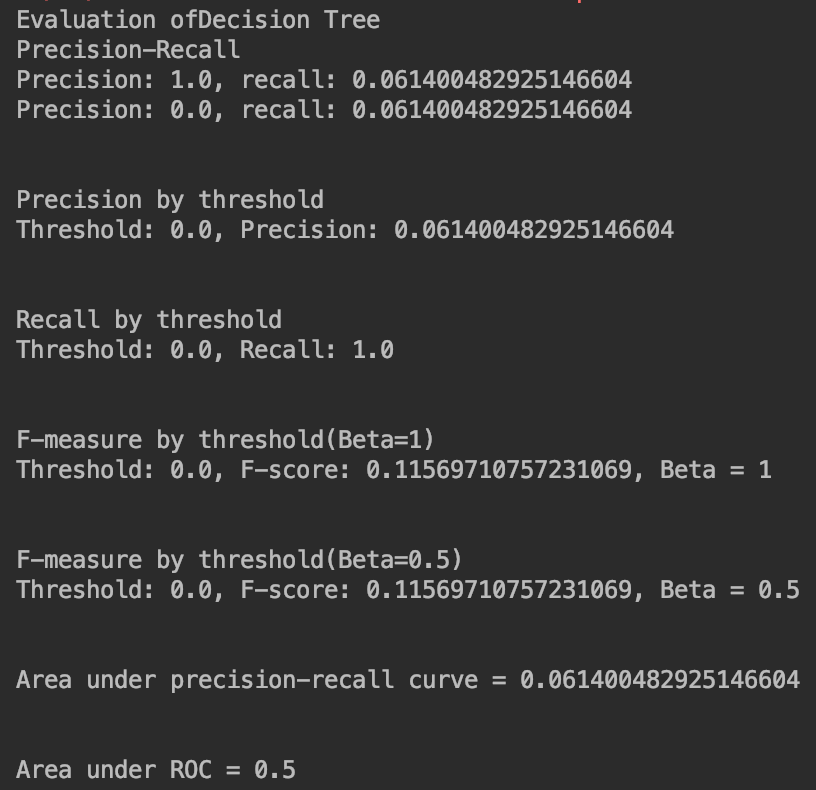 Evaluation ofDecision Tree
Precision-Recall
Precision: 1.0, recall: 0.061400482925146604
Precision: 0.0, recall: 0.061400482925146604
Precision by threshold
Threshold: 0.0, Precision: 0.061400482925146604
Recall by threshold
Threshold: 0.0, Recall: 1.0
F-measure by threshold(Beta=1)
Threshold: 0.0, F-score: 0.11569710757231069, Beta = 1
F-measure by threshold(Beta=0.5)
Threshold: 0.0, F-score: 0.11569710757231069, Beta = 0.5
Area under precision-recall curve = 0.061400482925146604
Area under ROC = 0.5